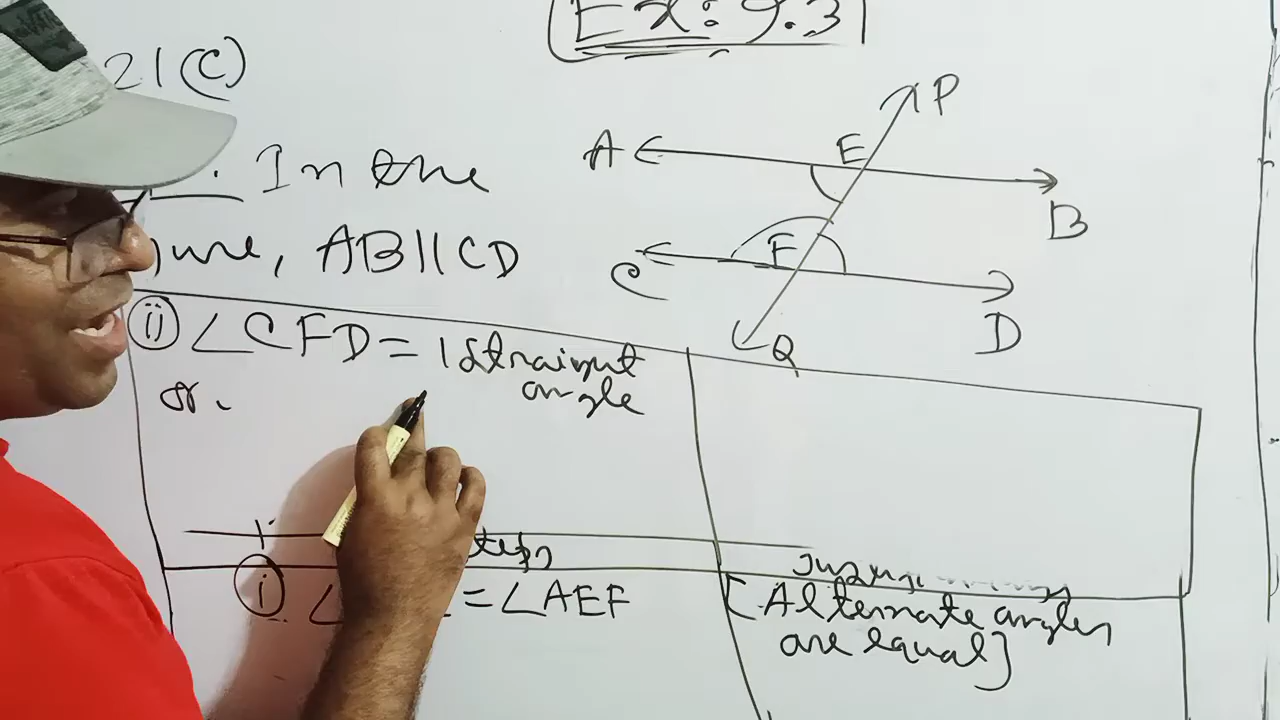 Ex: 9.3
21(c)
In the
, AB||CD
P
A
E
B
F
C
D
Q
ii) ∠CFD = 1 straight
angle
or.
Steps
i) ∠ = ∠AEF
[Alternate angles
are equal]